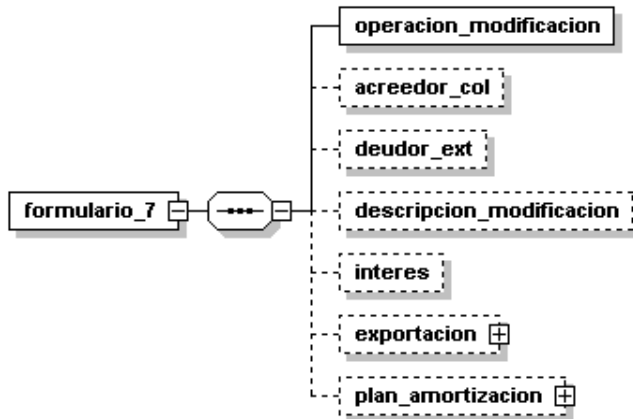 operacion_modificacion
acreedor_col
deudor_ext
formulario_7
descripcion_modificacion
interes
exportacion
plan_amortizacion